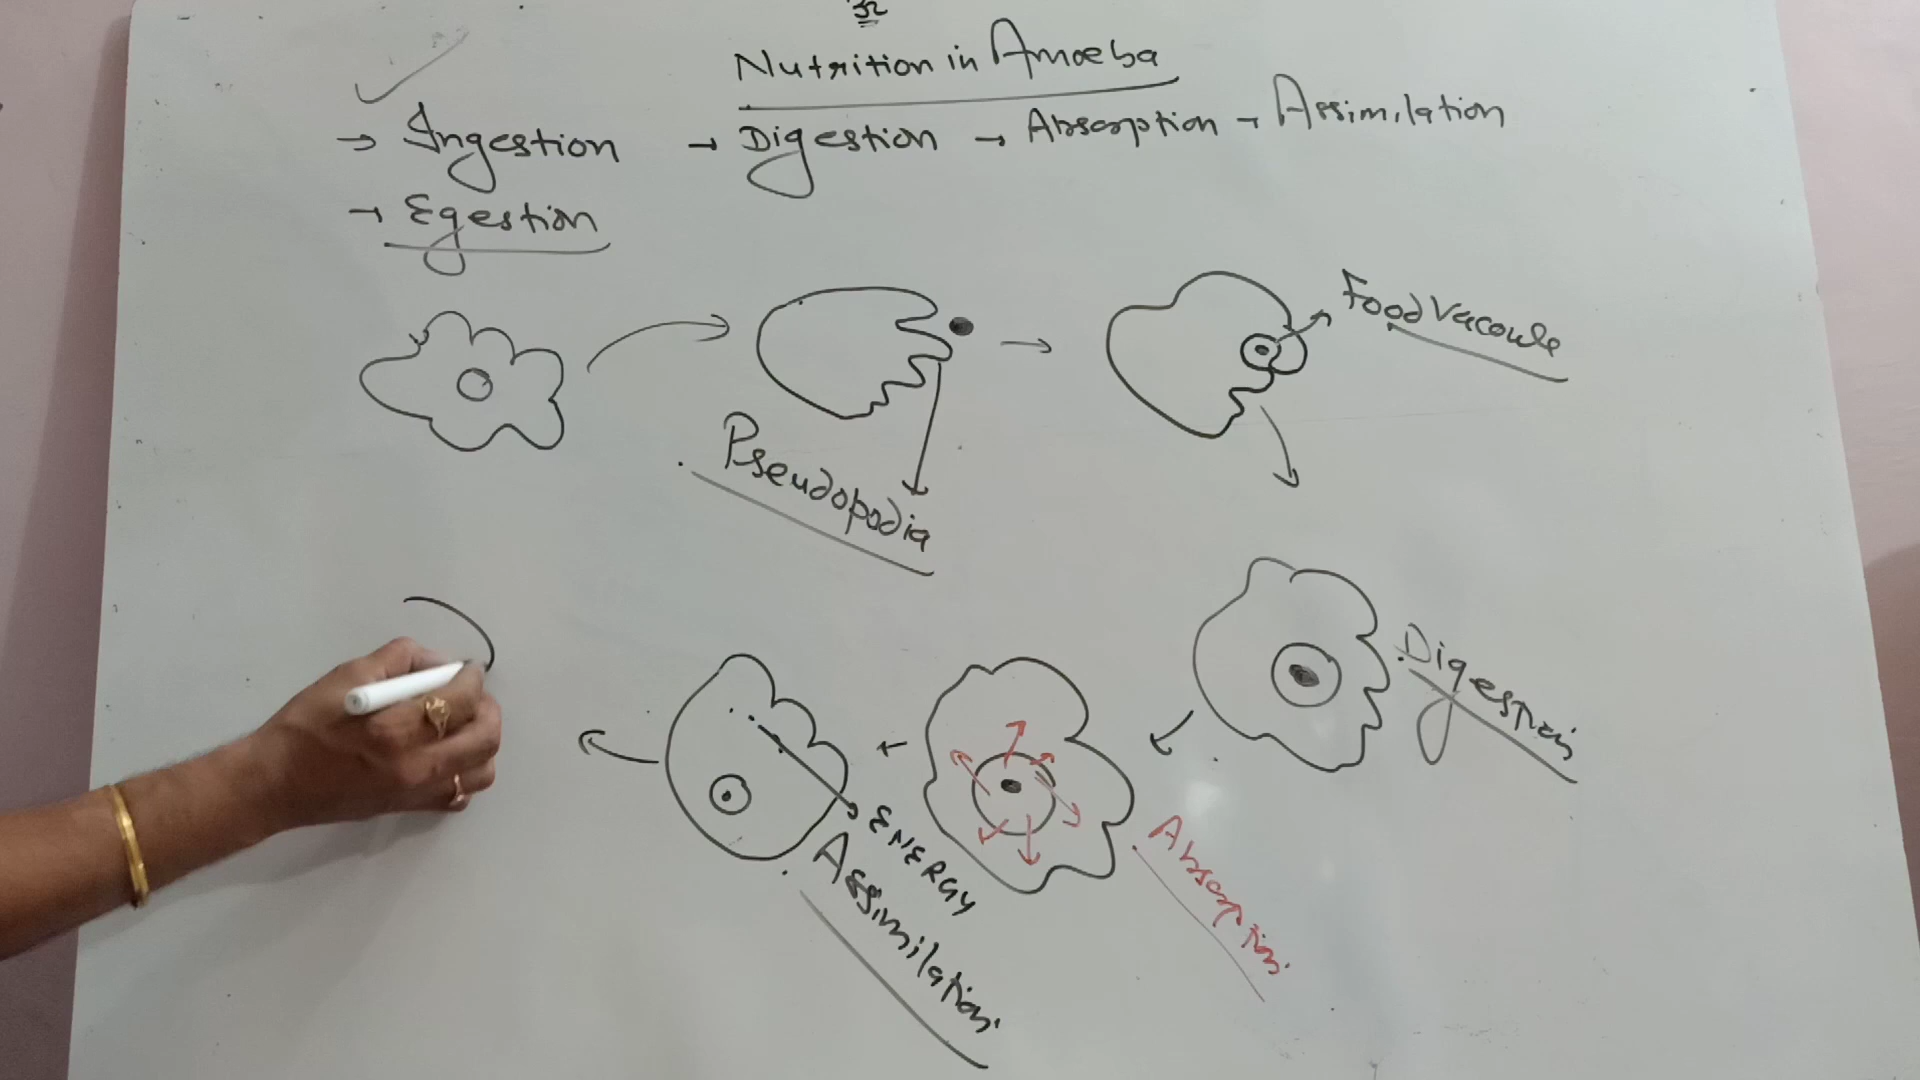 Nutrition in Amoeba
→ Ingestion → Digestion → Absorption → Assimilation
→ Egestion
Food Vacoule
Pseudopodia
Digestion
ENERGY
Absorption.
Assimilation.